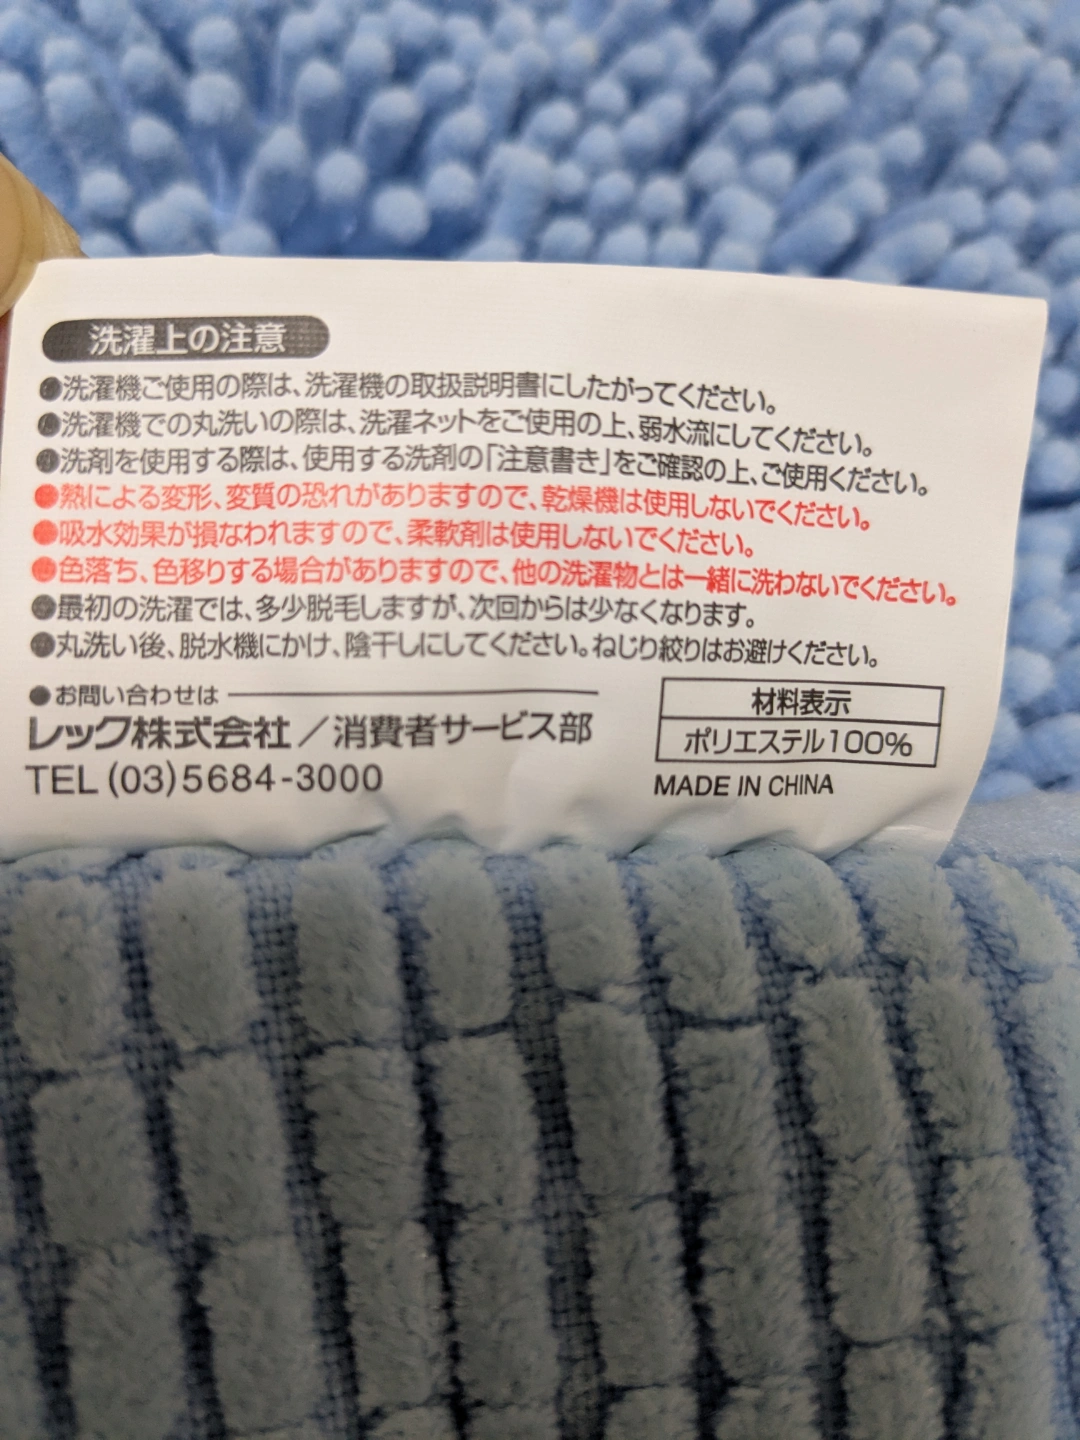 洗濯上の注意
●洗濯機ご使用の際は、洗濯機の取扱説明書にしたがってください。
●洗濯機での丸洗いの際は、洗濯ネットをご使用の上、弱水流にしてください。
●洗剤を使用する際は、使用する洗剤の「注意書き」をご確認の上、ご使用ください。
●熱による変形、変質の恐れがありますので、乾燥機は使用しないでください。
●吸水効果が損なわれますので、柔軟剤は使用しないでください。
●色落ち、色移りする場合がありますので、他の洗濯物とは一緒に洗わないでください。
●最初の洗濯では、多少脱毛しますが、次回からは少なくなります。
●丸洗い後、脱水機にかけ、陰干しにしてください。ねじり絞りはお避けください。
●お問い合わせは
レック株式会社／消費者サービス部
TEL (03)5684-3000
材料表示
ポリエステル100%
MADE IN CHINA